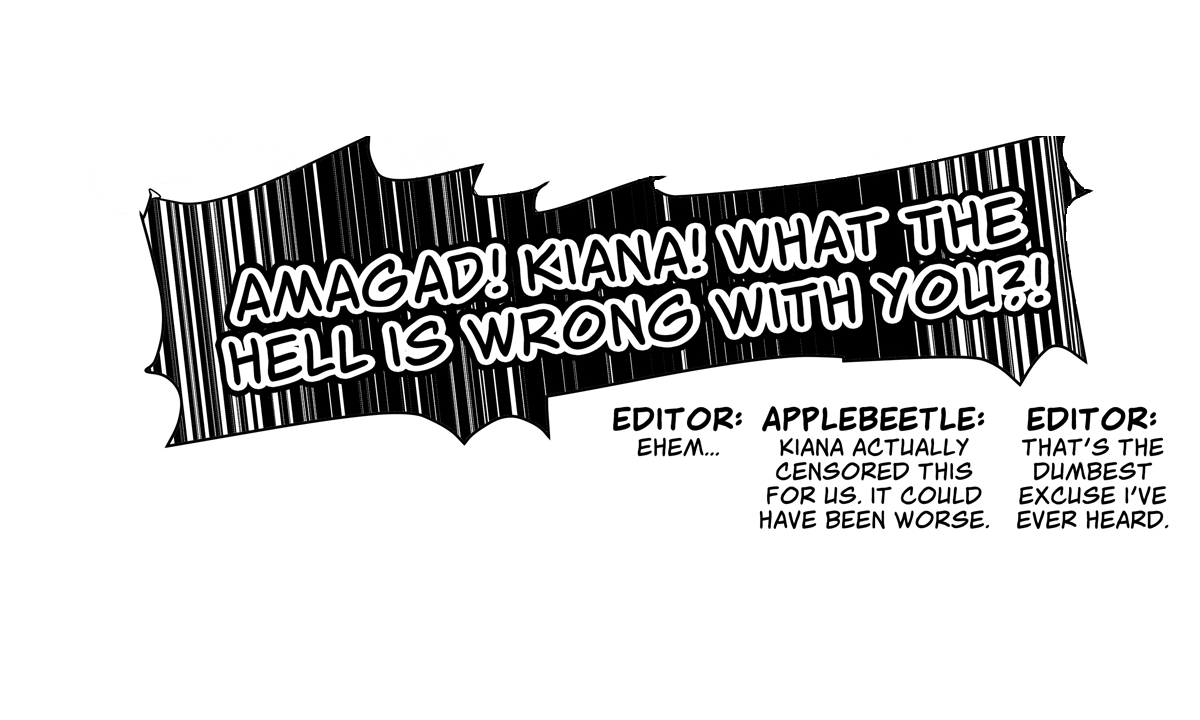 AMAGAD! KIANA! WHAT THE
HELL IS WRONG WITH YOU?!
EDITOR:
EHEM...
APPLEBEETLE:
KIANA ACTUALLY
CENSORED THIS
FOR US. IT COULD
HAVE BEEN WORSE.
EDITOR:
THAT'S THE
DUMBEST
EXCUSE I'VE
EVER HEARD.